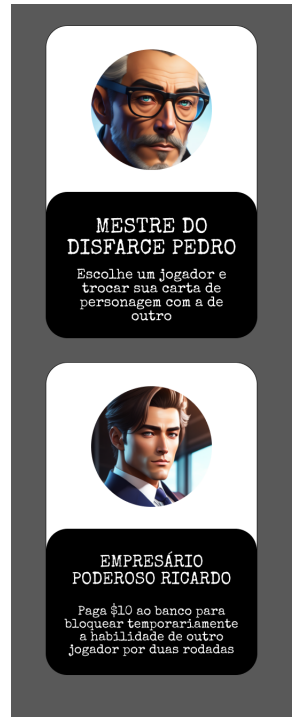 MESTRE DO
DISFARCE PEDRO
Escolhe um jogador e
trocar sua carta de
personagem com a de
outro
EMPRESÁRIO
PODEROSO RICARDO
Paga $10 ao banco para
bloquear temporariamente
a habilidade de outro
jogador por duas rodadas